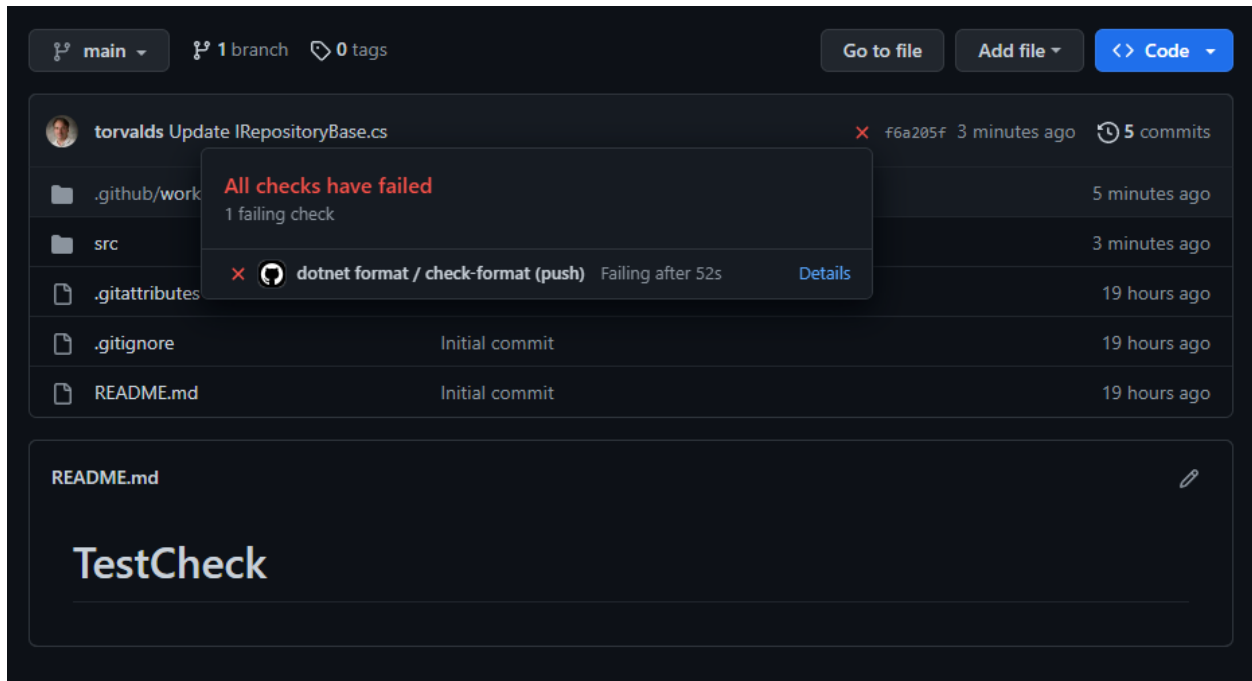 main 1 branch 0 tags Go to file Add file Code
torvalds Update IRepositoryBase.cs f6a205f 3 minutes ago 5 commits
All checks have failed
.github/work 5 minutes ago
1 failing check
src 3 minutes ago
dotnet format / check-format (push) Failing after 52s Details
.gitattributes 19 hours ago
.gitignore Initial commit 19 hours ago
README.md Initial commit 19 hours ago
README.md
TestCheck